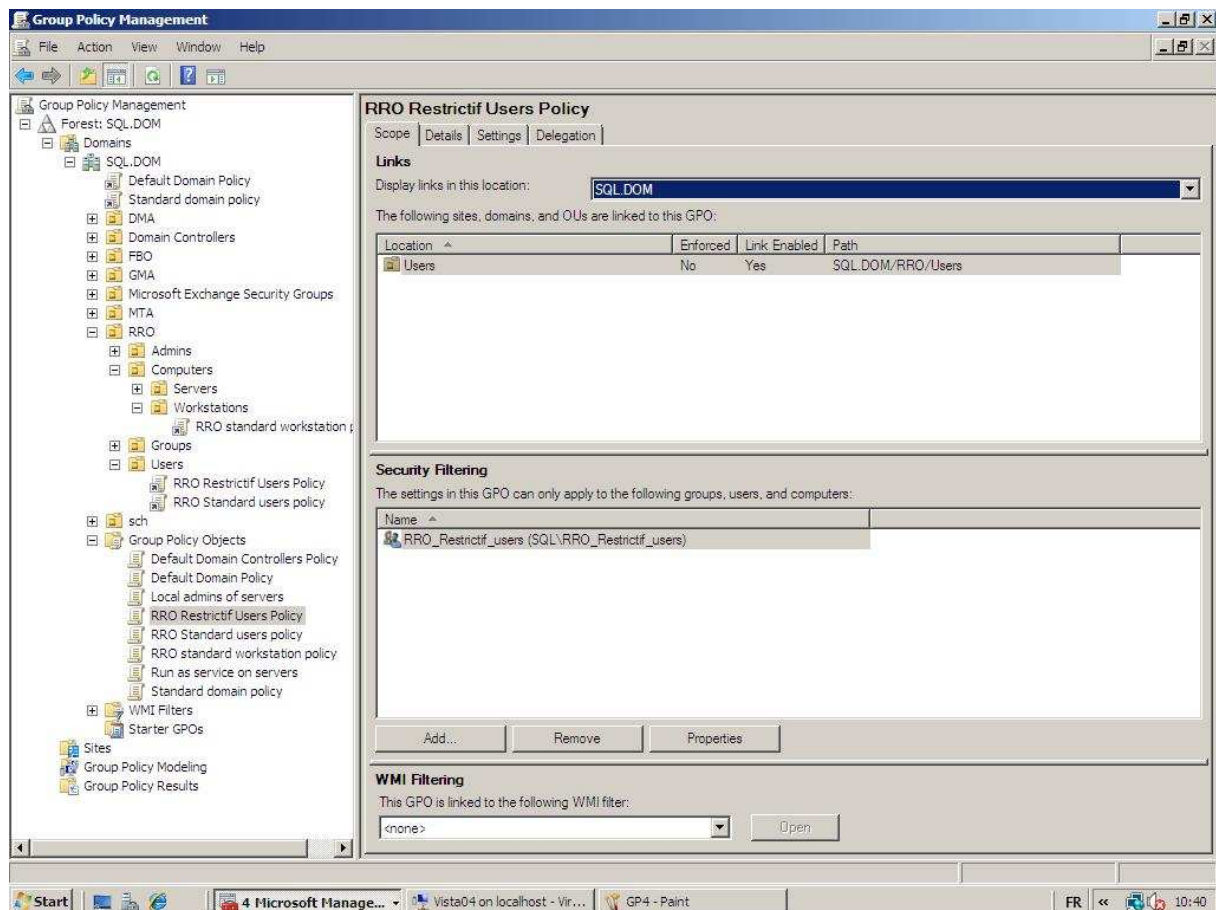 Group Policy Management
File Action View Window Help
Group Policy Management
Forest: SQL.DOM
Domains
SQL.DOM
Default Domain Policy
Standard domain policy
DMA
Domain Controllers
FBO
GMA
Microsoft Exchange Security Groups
MTA
RRO
Admins
Computers
Servers
Workstations
RRO standard workstation p
Groups
Users
RRO Restrictif Users Policy
RRO Standard users policy
sch
Group Policy Objects
Default Domain Controllers Policy
Default Domain Policy
Local admins of servers
RRO Restrictif Users Policy
RRO Standard users policy
RRO standard workstation policy
Run as service on servers
Standard domain policy
WMI Filters
Starter GPOs
Sites
Group Policy Modeling
Group Policy Results
RRO Restrictif Users Policy
Scope Details Settings Delegation
Links
Display links in this location: SQL.DOM
The following sites, domains, and OUs are linked to this GPO:
Location Enforced Link Enabled Path
Users No Yes SQL.DOM/RRO/Users
Security Filtering
The settings in this GPO can only apply to the following groups, users, and computers:
Name
RRO_Restrictif_users (SQL\RRO_Restrictif_users)
Add... Remove Properties
WMI Filtering
This GPO is linked to the following WMI filter:
<none> Open
Start 4 Microsoft Manage... Vista04 on localhost - Vir... GP4 - Paint FR « 10:40